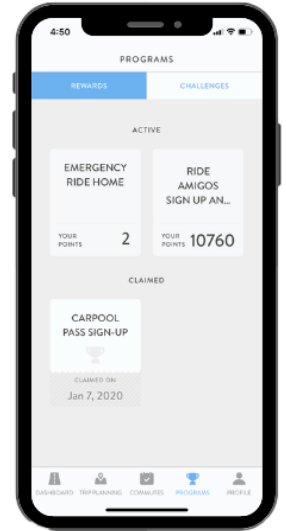 4:50
PROGRAMS
REWARDS
CHALLENGES
ACTIVE
EMERGENCY
RIDE HOME
YOUR
POINTS
2
RIDE
AMIGOS
SIGN UP AN...
YOUR
POINTS
10760
CLAIMED
CARPOOL
PASS SIGN-UP
CLAIMED ON
Jan 7, 2020
DASHBOARD TRIP PLANNING COMMUTES PROGRAMS PROFILE